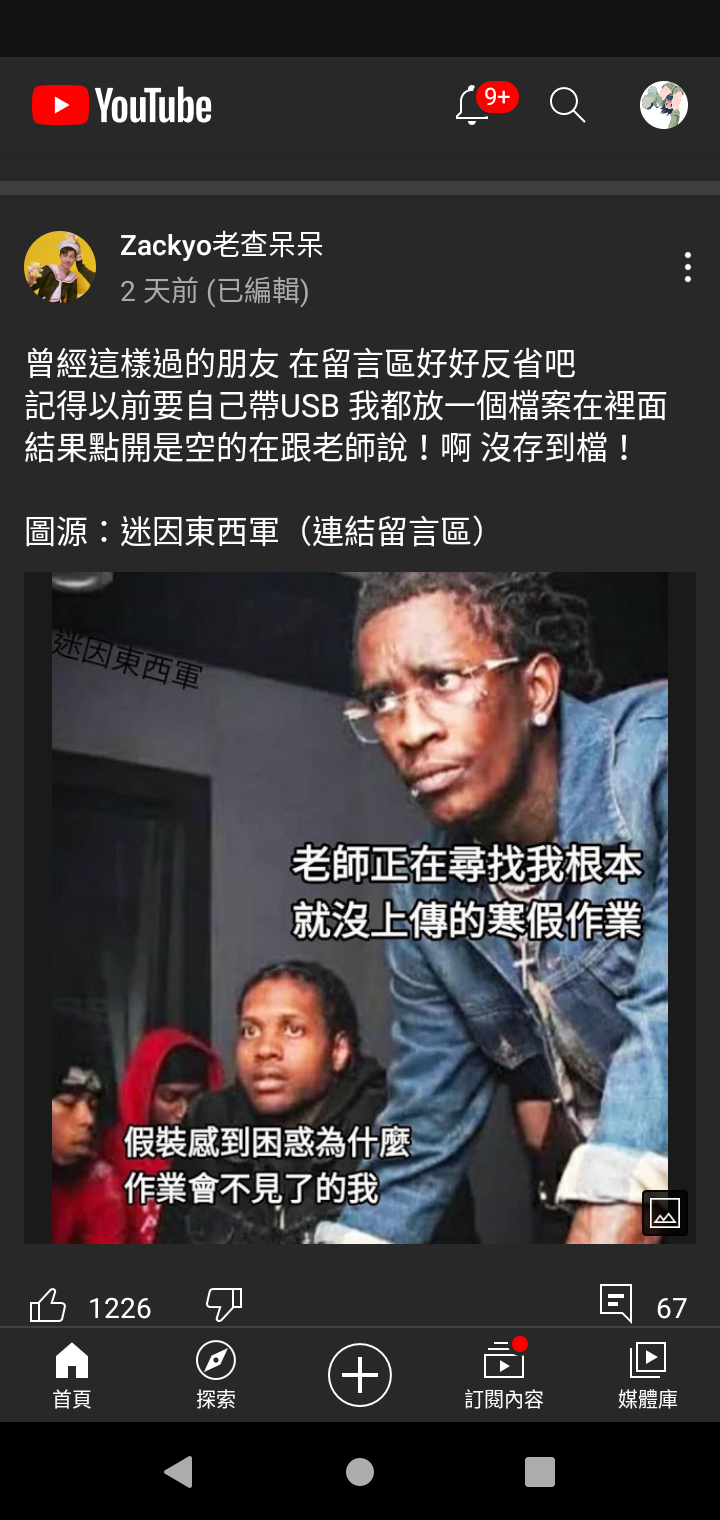 YouTube
9+
Zackyo老查呆呆
2 天前 (已編輯)
曾經這樣過的朋友 在留言區好好反省吧
記得以前要自己帶USB 我都放一個檔案在裡面
結果點開是空的在跟老師說！啊 沒存到檔！
圖源：迷因東西軍（連結留言區）
迷因東西軍
老師正在尋找我根本
就沒上傳的寒假作業
假裝感到困惑為什麼
作業會不見了的我
1226
67
首頁
探索
訂閱內容
媒體庫